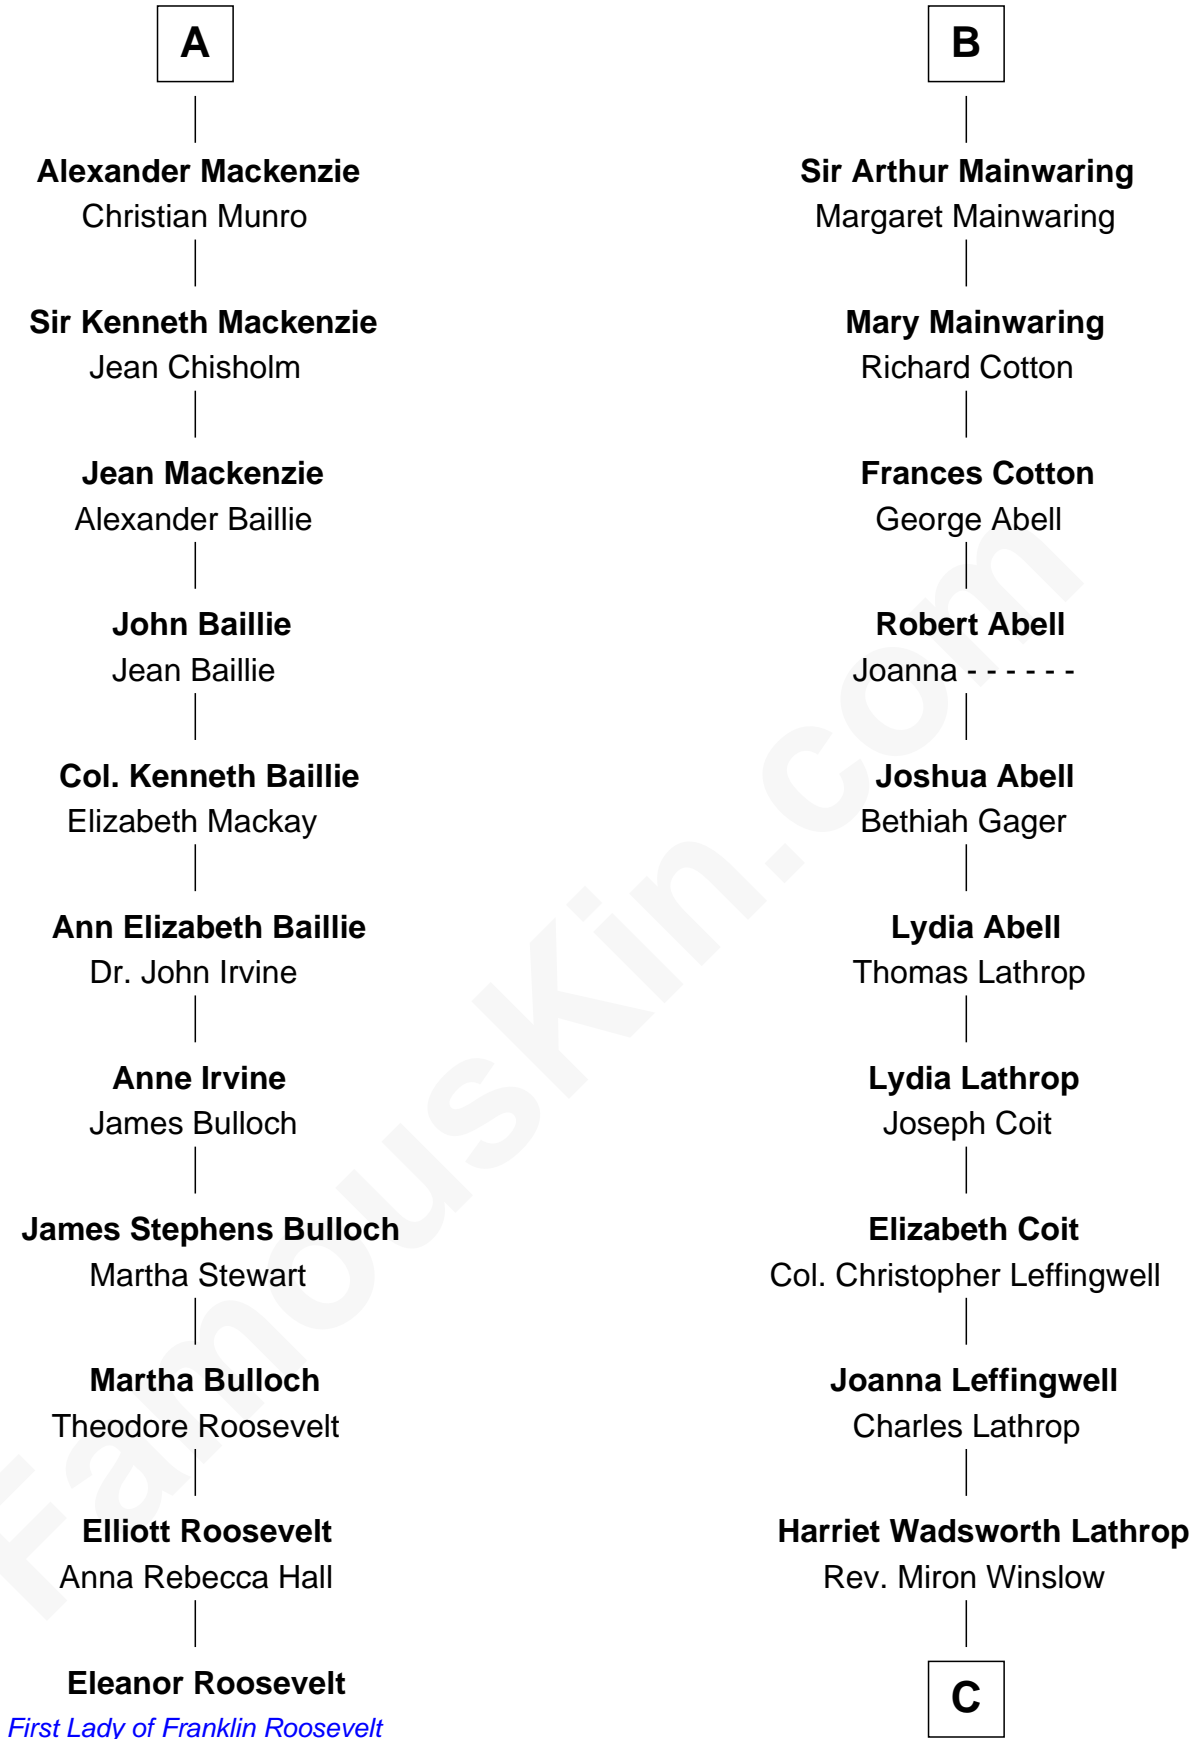 A
Alexander Mackenzie
Christian Munro
Sir Kenneth Mackenzie
Jean Chisholm
Jean Mackenzie
Alexander Baillie
John Baillie
Jean Baillie
Col. Kenneth Baillie
Elizabeth Mackay
Ann Elizabeth Baillie
Dr. John Irvine
Anne Irvine
James Bulloch
James Stephens Bulloch
Martha Stewart
Martha Bulloch
Theodore Roosevelt
Elliott Roosevelt
Anna Rebecca Hall
Eleanor Roosevelt
First Lady of Franklin Roosevelt
B
Sir Arthur Mainwaring
Margaret Mainwaring
Mary Mainwaring
Richard Cotton
Frances Cotton
George Abell
Robert Abell
Joanna - - - - - -
Joshua Abell
Bethiah Gager
Lydia Abell
Thomas Lathrop
Lydia Lathrop
Joseph Coit
Elizabeth Coit
Col. Christopher Leffingwell
Joanna Leffingwell
Charles Lathrop
Harriet Wadsworth Lathrop
Rev. Miron Winslow
C
FamousKin.com